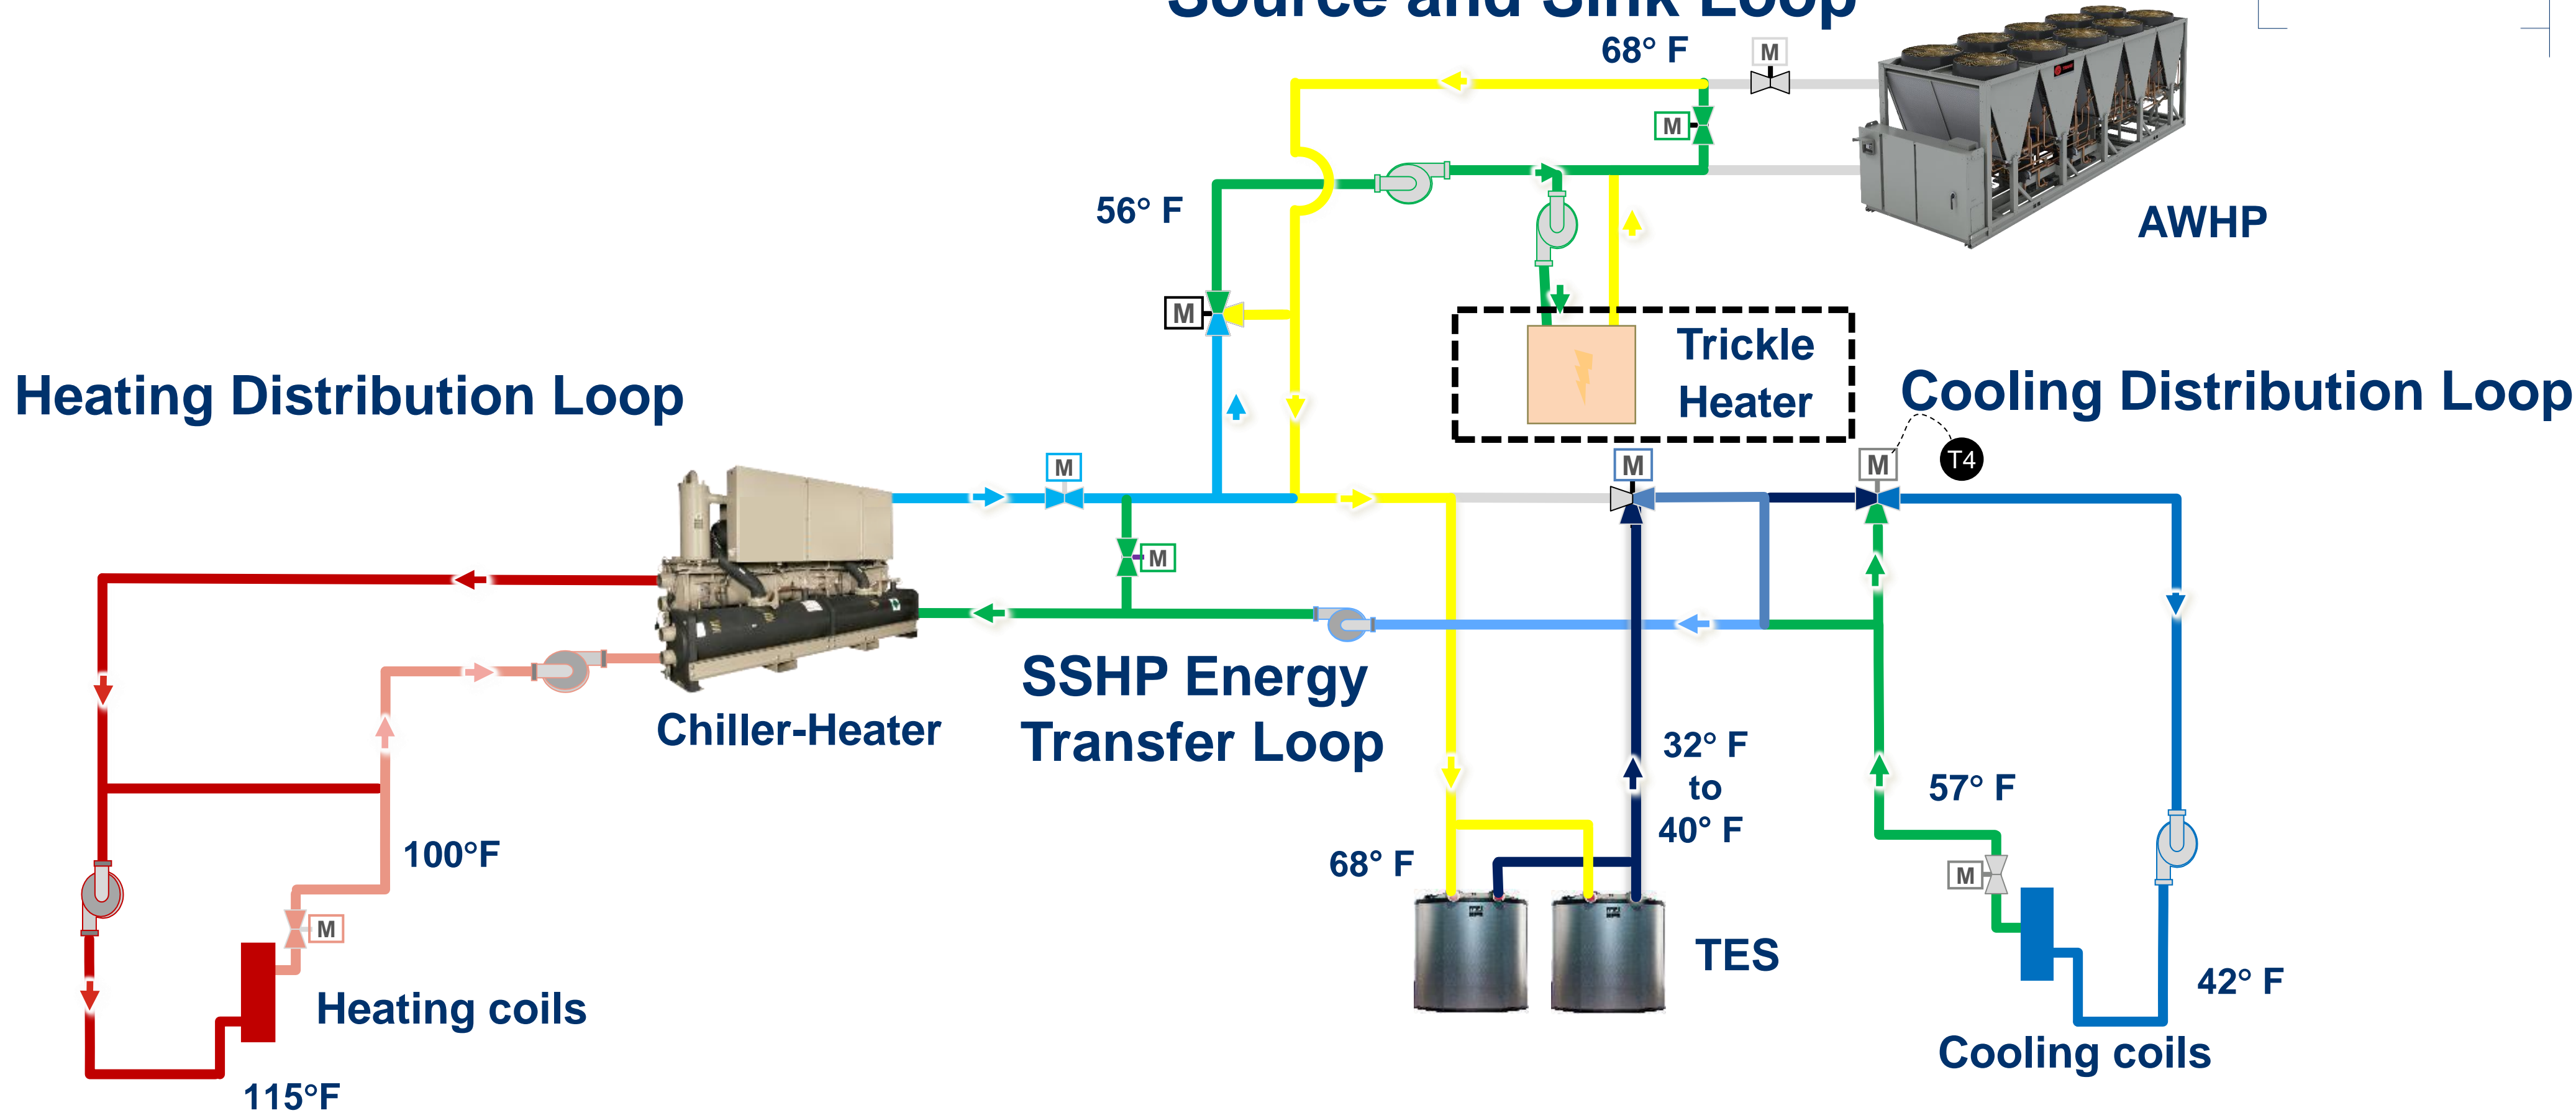 Source and Sink Loop
68° F
M
M
56° F
AWHP
M
Trickle
Heater
Heating Distribution Loop
Cooling Distribution Loop
M
M
M
T4
M
SSHP Energy
Transfer Loop
Chiller-Heater
32° F
to
40° F
57° F
100°F
68° F
M
M
TES
42° F
Heating coils
Cooling coils
115°F